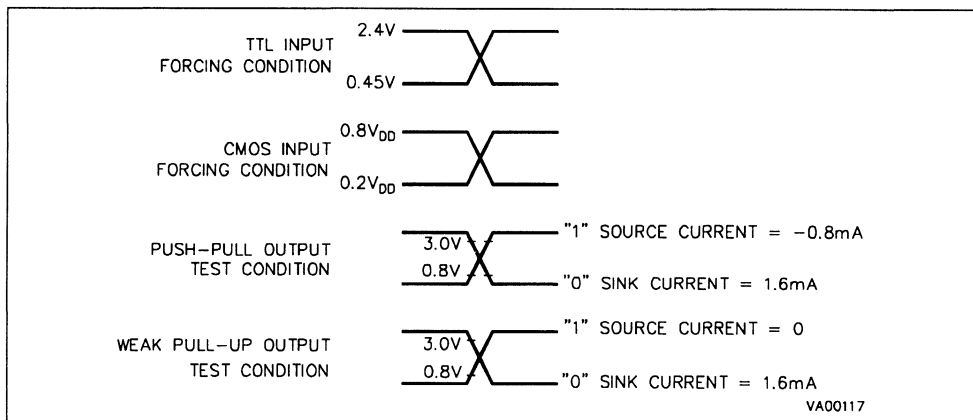 TTL INPUT
FORCING CONDITION
2.4V
0.45V
CMOS INPUT
FORCING CONDITION
0.8VDD
0.2VDD
PUSH-PULL OUTPUT
TEST CONDITION
3.0V
0.8V
"1" SOURCE CURRENT = -0.8mA
"0" SINK CURRENT = 1.6mA
WEAK PULL-UP OUTPUT
TEST CONDITION
3.0V
0.8V
"1" SOURCE CURRENT = 0
"0" SINK CURRENT = 1.6mA
VA00117